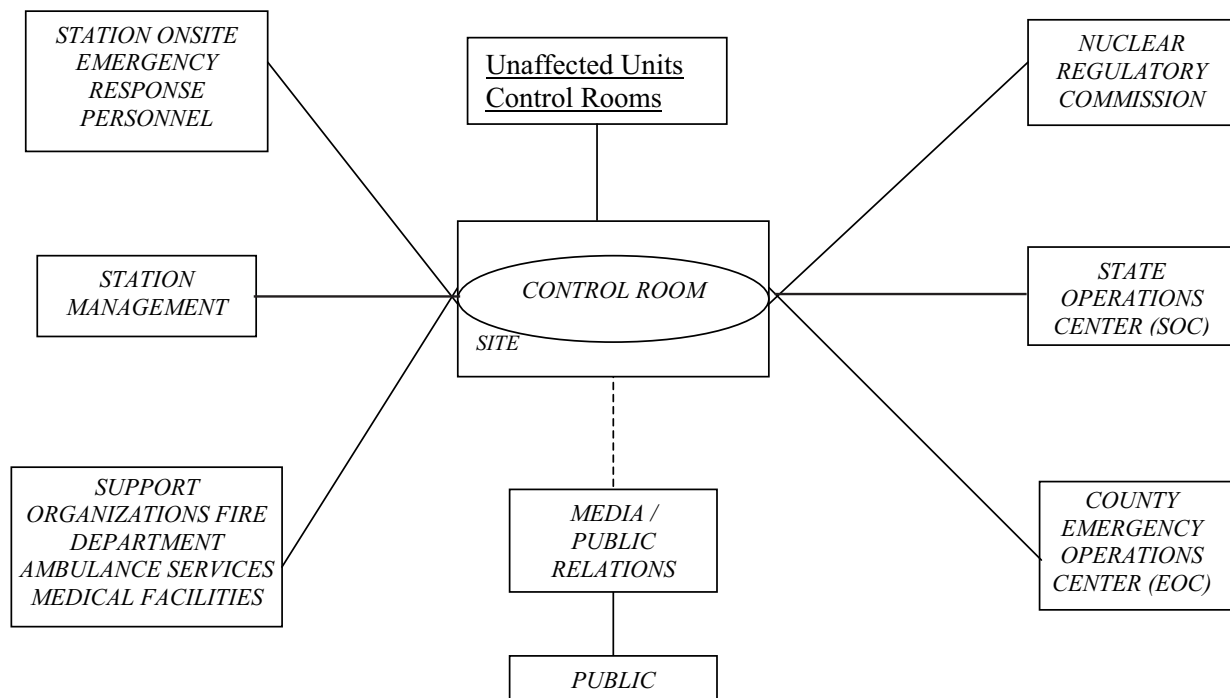 STATION ONSITE
EMERGENCY
RESPONSE
PERSONNEL
Unaffected Units
Control Rooms
NUCLEAR
REGULATORY
COMMISSION
STATION
MANAGEMENT
CONTROL ROOM
SITE
STATE
OPERATIONS
CENTER (SOC)
SUPPORT
ORGANIZATIONS FIRE
DEPARTMENT
AMBULANCE SERVICES
MEDICAL FACILITIES
MEDIA /
PUBLIC
RELATIONS
COUNTY
EMERGENCY
OPERATIONS
CENTER (EOC)
PUBLIC